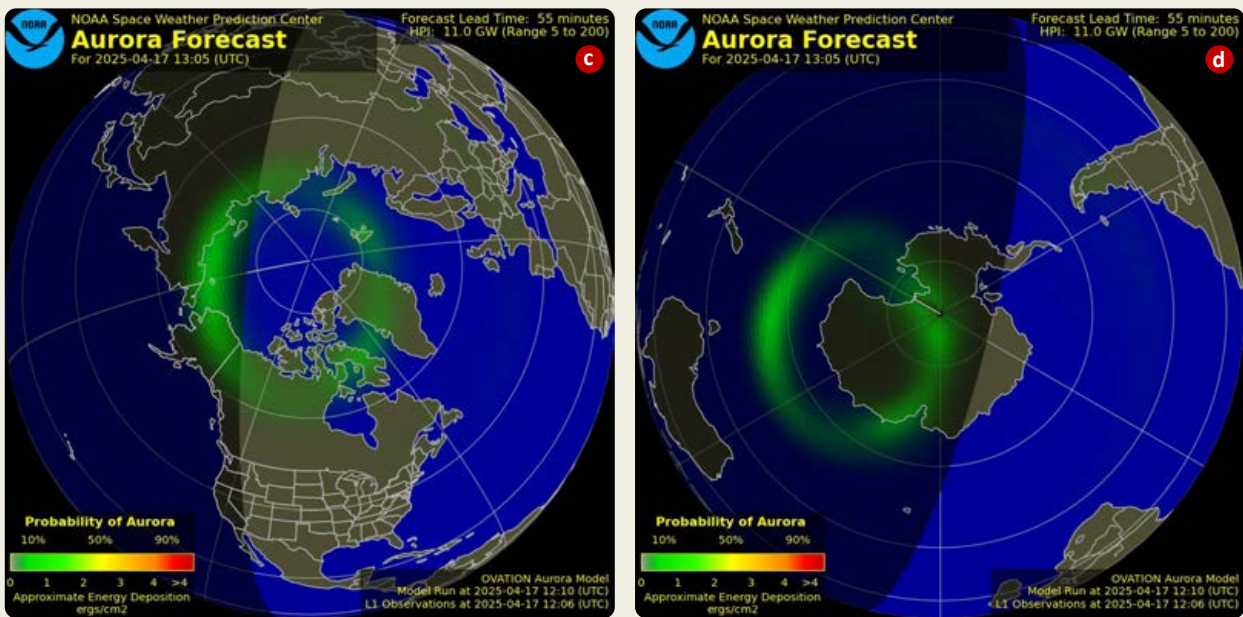 NOAA
NOAA Space Weather Prediction Center
Aurora Forecast
For 2025-04-17 13:05 (UTC)
Forecast Lead Time: 55 minutes
HPI: 11.0 GW (Range 5 to 200)
c
Probability of Aurora
10% 50% 90%
0 1 2 3 4 >4
Approximate Energy Deposition
ergs/cm2
OVATION Aurora Model
Model Run at 2025-04-17 12:10 (UTC)
L1 Observations at 2025-04-17 12:06 (UTC)
NOAA
NOAA Space Weather Prediction Center
Aurora Forecast
For 2025-04-17 13:05 (UTC)
Forecast Lead Time: 55 minutes
HPI: 11.0 GW (Range 5 to 200)
d
Probability of Aurora
10% 50% 90%
0 1 2 3 4 >4
Approximate Energy Deposition
ergs/cm2
OVATION Aurora Model
Model Run at 2025-04-17 12:10 (UTC)
L1 Observations at 2025-04-17 12:06 (UTC)